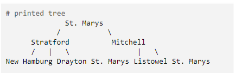 # printed tree
St. Marys
/ \
Stratford Mitchell
/ | \ | \
New Hamburg Drayton St. Marys Listowel St. Marys